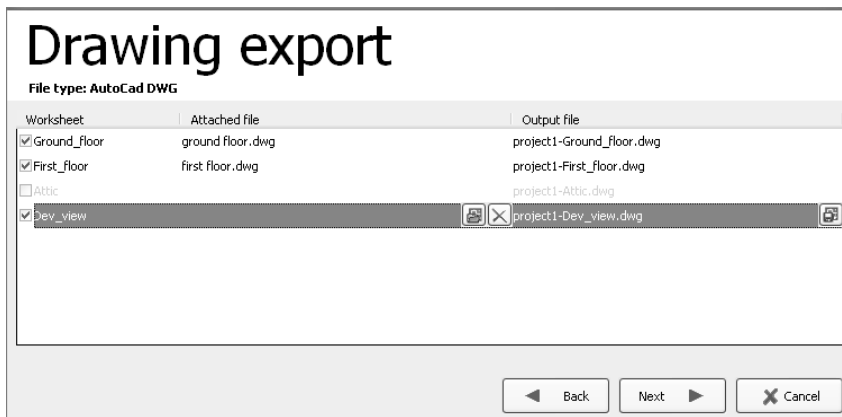 Drawing export
File type: AutoCad DWG
Worksheet Attached file Output file
Ground_floor ground floor.dwg project1-Ground_floor.dwg
First_floor first floor.dwg project1-First_floor.dwg
Attic project1-Attic.dwg
Dev_view project1-Dev_view.dwg
Back Next Cancel